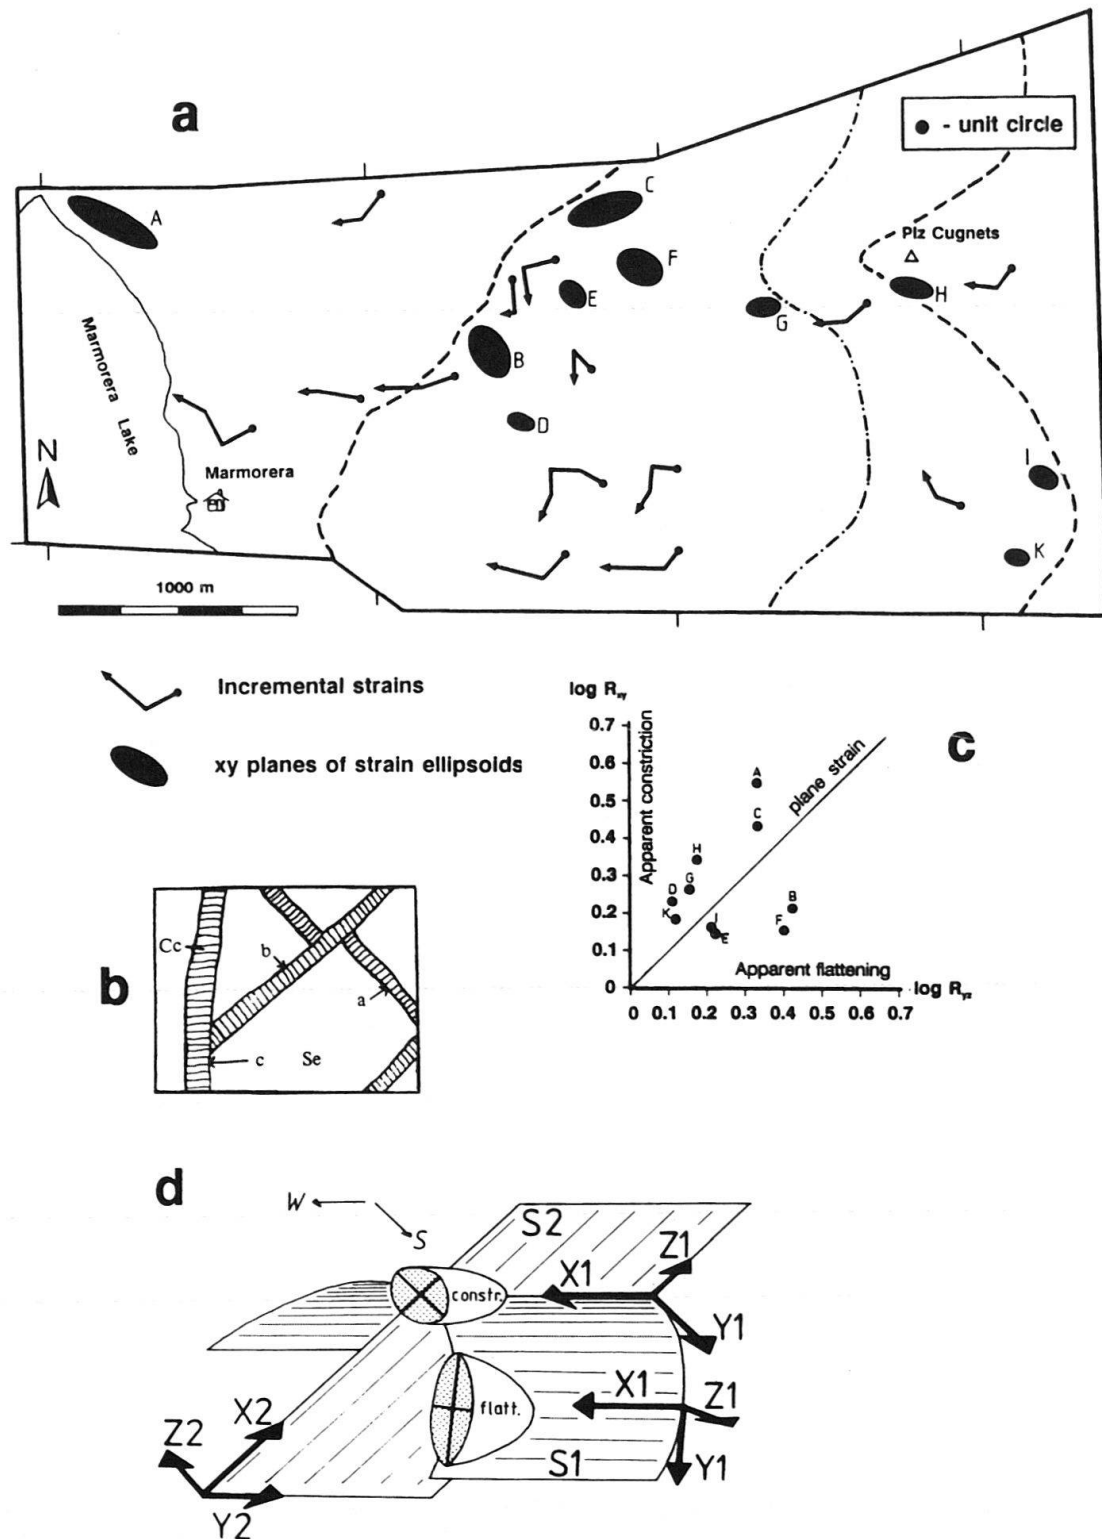 a
● - unit circle
A
C
Piz Cugnets
F
E
H
G
B
D
Marmorera Lake
N
Marmorera
I
K
1000 m
Incremental strains
xy planes of strain ellipsoids
c
log Rxy
0.7
0.6
0.5
0.4
0.3
0.2
0.1
0
Apparent constriction
plane strain
A
C
H
G
D
K
B
F
I
E
Apparent flattening
log Ryz
0 0.1 0.2 0.3 0.4 0.5 0.6 0.7
b
Cc
b
a
c
Se
d
W
S
S2
Z1
X1
constr.
Y1
X1
Z1
flatt.
X2
Z2
S1
Y1
Y2